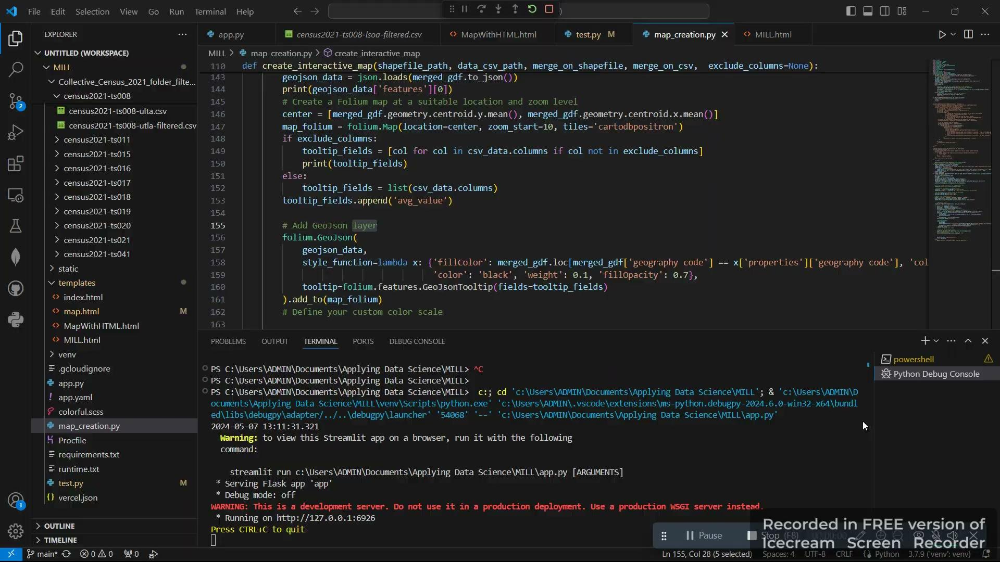 File Edit Selection View Go Run Terminal Help
EXPLORER
UNTITLED (WORKSPACE)
MILL
Collective_Census_2021_folder_filte...
census2021-ts008
census2021-ts008-ulta.csv
census2021-ts008-utla-filtered.csv
census2021-ts011
census2021-ts015
census2021-ts016
census2021-ts017
census2021-ts018
census2021-ts019
census2021-ts020
census2021-ts021
census2021-ts041
static
templates
index.html
map.html M
MapWithHTML.html
MILL.html
venv
.gcloudignore
app.py
app.yaml
colorful.scss
map_creation.py
Procfile
requirements.txt
runtime.txt
test.py M
vercel.json
OUTLINE
TIMELINE
2
1
app.py census2021-ts008-lsoa-filtered.csv MapWithHTML.html test.py M map_creation.py MILL.html
MILL > map_creation.py > create_interactive_map
110 def create_interactive_map(shapefile_path, data_csv_path, merge_on_shapefile, merge_on_csv,  exclude_columns=None):
143 geojson_data = json.loads(merged_gdf.to_json())
144 print(geojson_data['features'][0])
145 # Create a Folium map at a suitable location and zoom level
146 center = [merged_gdf.geometry.centroid.y.mean(), merged_gdf.geometry.centroid.x.mean()]
147 map_folium = folium.Map(location=center, zoom_start=10, tiles='cartodbpositron')
148 if exclude_columns:
149 tooltip_fields = [col for col in csv_data.columns if col not in exclude_columns]
150 print(tooltip_fields)
151 else:
152 tooltip_fields = list(csv_data.columns)
153 tooltip_fields.append('avg_value')
154
155 # Add GeoJson layer
156 folium.GeoJson(
157 geojson_data,
158 style_function=lambda x: {'fillColor': merged_gdf.loc[merged_gdf['geography code'] == x['properties']['geography code'], 'col
159 'color': 'black', 'weight': 0.1, 'fillOpacity': 0.7},
160 tooltip=folium.features.GeoJsonTooltip(fields=tooltip_fields)
161 ).add_to(map_folium)
162 # Define your custom color scale
163
PROBLEMS OUTPUT TERMINAL PORTS DEBUG CONSOLE
powershell
Python Debug Console
PS C:\Users\ADMIN\Documents\Applying Data Science\MILL> ^C
PS C:\Users\ADMIN\Documents\Applying Data Science\MILL>
PS C:\Users\ADMIN\Documents\Applying Data Science\MILL>  c:; cd 'c:\Users\ADMIN\Documents\Applying Data Science\MILL'; & 'c:\Users\ADMIN\D
ocuments\Applying Data Science\MILL\venv\Scripts\python.exe' 'c:\Users\ADMIN\.vscode\extensions\ms-python.debugpy-2024.6.0-win32-x64\bundl
ed\libs\debugpy\adapter/../..\debugpy\launcher' '54068' '--' 'c:\Users\ADMIN\Documents\Applying Data Science\MILL\app.py'
2024-05-07 13:11:31.321
Warning: to view this Streamlit app on a browser, run it with the following
command:
streamlit run c:\Users\ADMIN\Documents\Applying Data Science\MILL\app.py [ARGUMENTS]
* Serving Flask app 'app'
* Debug mode: off
WARNING: This is a development server. Do not use it in a production deployment. Use a production WSGI server instead.
* Running on http://127.0.0.1:6926
Press CTRL+C to quit
Pause Stop (F8)
Recorded in FREE version of
Icecream Screen Recorder
main* 0 0 0 Ln 155, Col 28 (5 selected) Spaces: 4 UTF-8 CRLF Python 3.7.9 ('venv': venv)